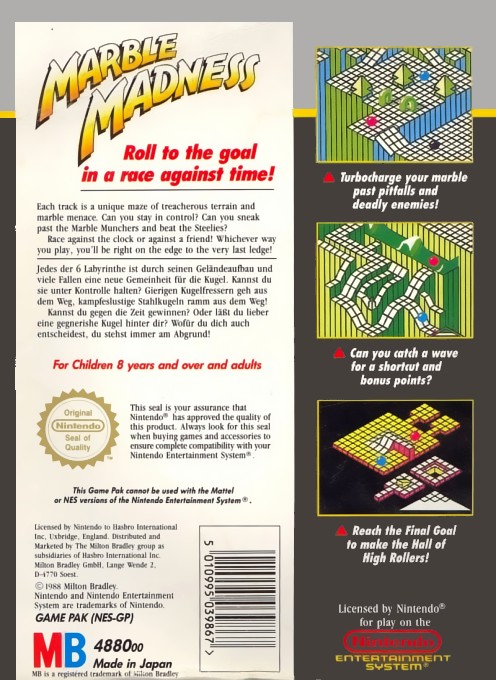 MARBLE
MADNESS
Roll to the goal
in a race against time!
Each track is a unique maze of treacherous terrain and
marble menace. Can you stay in control? Can you sneak
past the Marble Munchers and beat the Steelies?
Race against the clock or against a friend! Whichever way
you play, you'll be right on the edge to the very last ledge!
Jedes der 6 Labyrinthe ist durch seinen Geländeaufbau und
viele Fallen eine neue Gemeinheit für die Kugel. Kannst du
sie unter Kontrolle halten? Gierigen Kugelfressern geh aus
dem Weg, kampfeslustige Stahlkugeln ramm aus dem Weg!
Kannst du gegen die Zeit gewinnen? Oder läßt du lieber
eine gegnerishe Kugel hinter dir? Wofür du dich auch
entscheidest, du stehst immer am Abgrund!
For Children 8 years and over and adults
Original
Nintendo
Seal of
Quality
This seal is your assurance that
Nintendo® has approved the quality of
this product. Always look for this seal
when buying games and accessories to
ensure complete compatibility with your
Nintendo Entertainment System®.
This Game Pak cannot be used with the Mattel
or NES versions of the Nintendo Entertainment System®.
Licensed by Nintendo to Hasbro International
Inc, Uxbridge, England. Distributed and
Marketed by The Milton Bradley group as
subsidiaries of Hasbro International Inc.
Milton Bradley GmbH, Lange Wende 2,
D-4770 Soest.
© 1988 Milton Bradley.
Nintendo and Nintendo Entertainment
System are trademarks of Nintendo.
GAME PAK (NES-GP)
MB 488000
Made in Japan
MB is a registered trademark of Milton Bradley
5 010995 039867 >
Turbocharge your marble
past pitfalls and
deadly enemies!
Can you catch a wave
for a shortcut and
bonus points?
Reach the Final Goal
to make the Hall of
High Rollers!
Licensed by Nintendo®
for play on the
Nintendo
ENTERTAINMENT
SYSTEM®